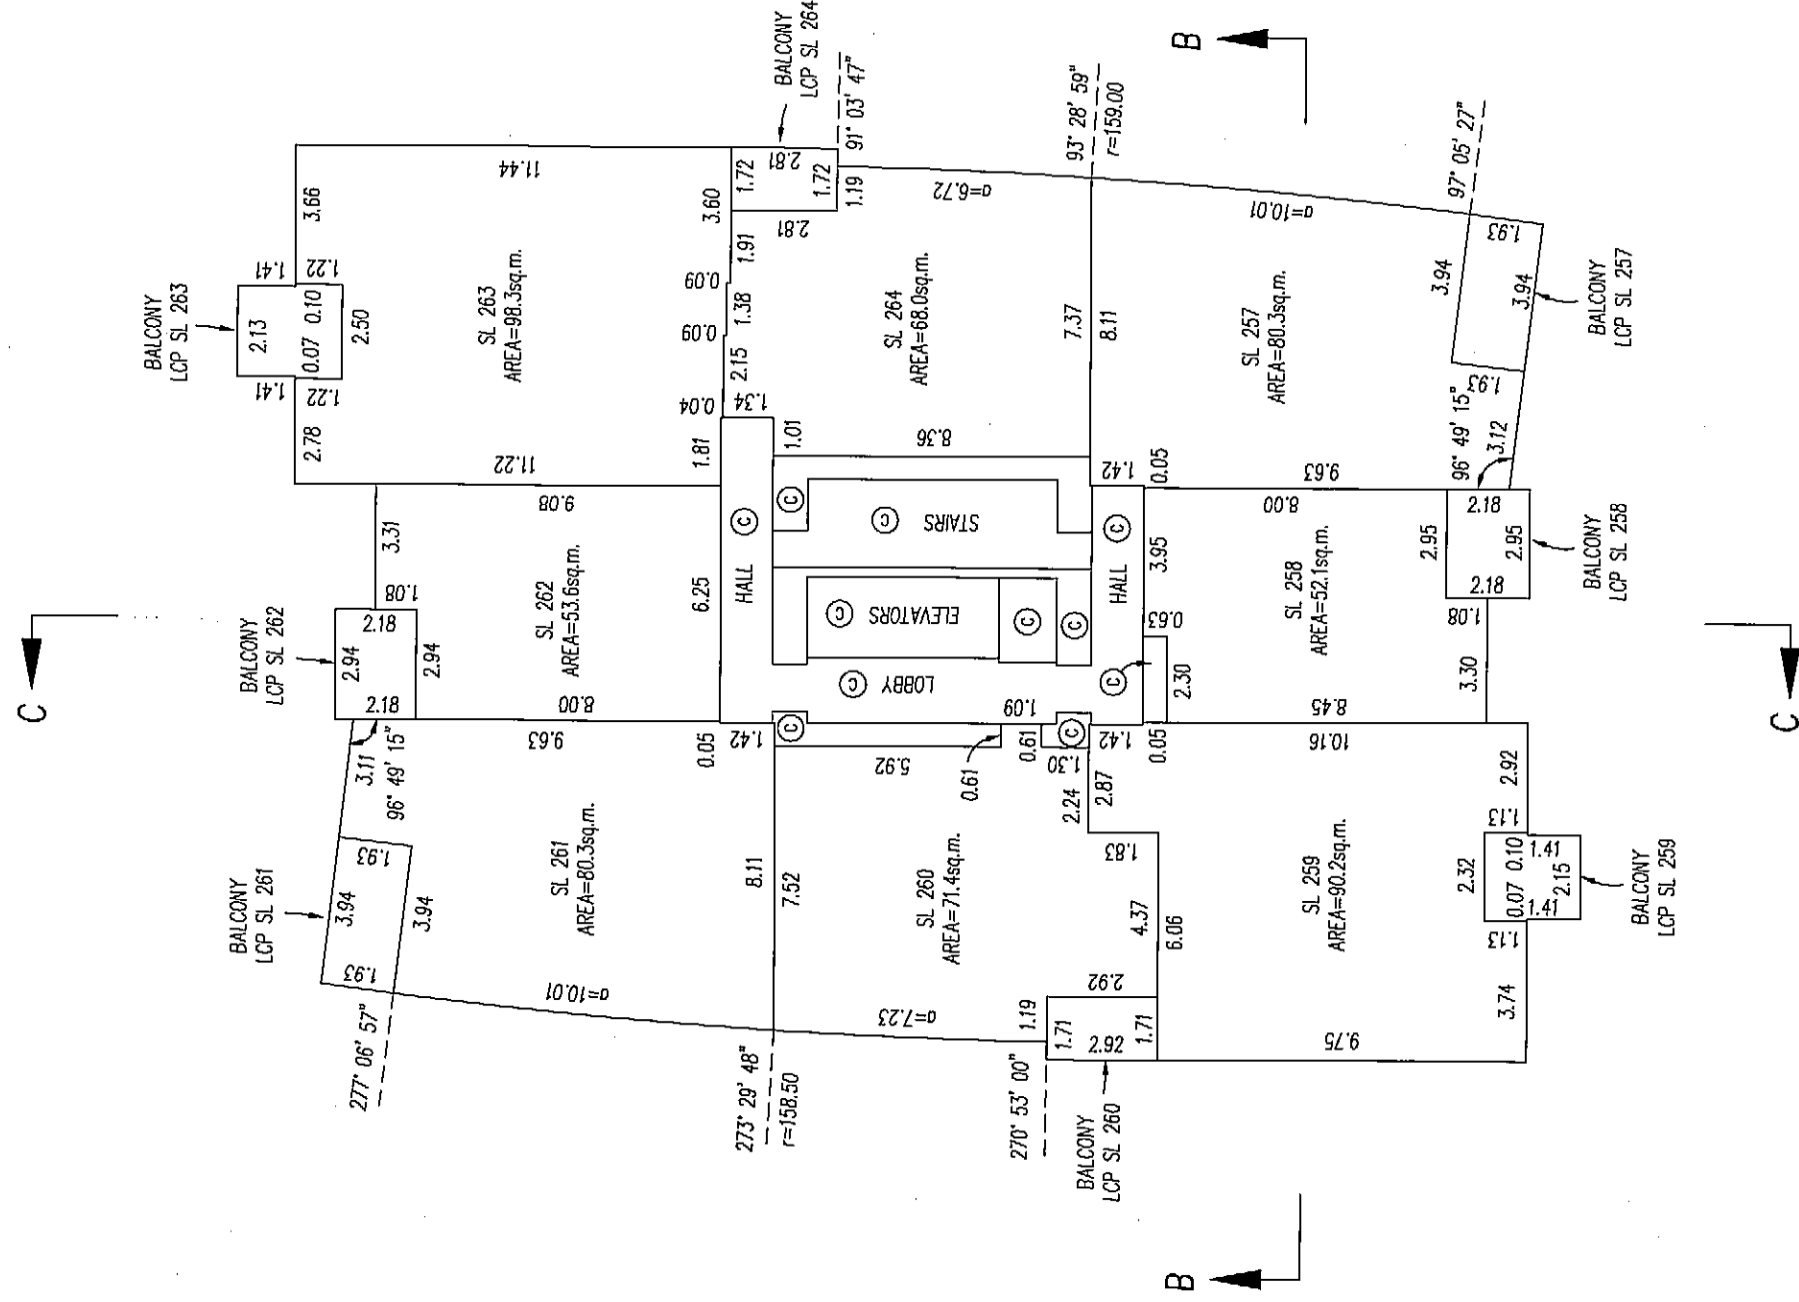 BALCONY
LCP SL 264
B
C
BALCONY
LCP SL 263
1.41
2.13
1.41
3.66
0.07 0.10
1.22
1.22
2.50
2.78
11.44
SL 263
AREA=98.3sq.m.
11.22
1.81
0.04
2.15
0.09
1.38
0.09
1.91
3.60
1.72
2.81
1.72
2.81
1.19
91° 03' 47"
BALCONY
LCP SL 262
2.94
2.18
2.18
2.94
1.08
3.31
9.08
SL 262
AREA=53.6sq.m.
8.00
6.25
BALCONY
LCP SL 261
3.94
1.93
1.93
3.94
3.11
96° 49' 15"
9.63
SL 261
AREA=80.3sq.m.
a=10.01
277° 06' 57"
0.05
1.42
8.11
273° 29' 48"
r=158.50
HALL
C
1.34
1.01
C
C STAIRS
C ELEVATORS
C
C
C LOBBY
C
8.36
SL 264
AREA=68.0sq.m.
a=6.72
7.37
93° 28' 59"
r=159.00
8.11
7.52
5.92
0.61
1.09
0.61
C
1.30
SL 260
AREA=71.4sq.m.
a=7.23
2.24
2.87
1.83
4.37
6.06
2.92
1.19
1.71
2.92
1.71
270° 53' 00"
BALCONY
LCP SL 260
HALL
C
C
1.42
0.05
1.42
0.05
3.95
0.63
2.30
SL 257
AREA=80.3sq.m.
a=10.01
9.63
97° 05' 27"
3.94
1.93
1.93
3.94
96° 49' 15"
3.12
BALCONY
LCP SL 257
SL 258
AREA=52.1sq.m.
8.00
8.45
2.95
2.18
2.18
2.95
1.08
3.30
BALCONY
LCP SL 258
SL 259
AREA=90.2sq.m.
10.16
9.75
2.92
1.13
2.32
0.07 0.10
1.41
1.41
2.15
1.13
3.74
BALCONY
LCP SL 259
B
C